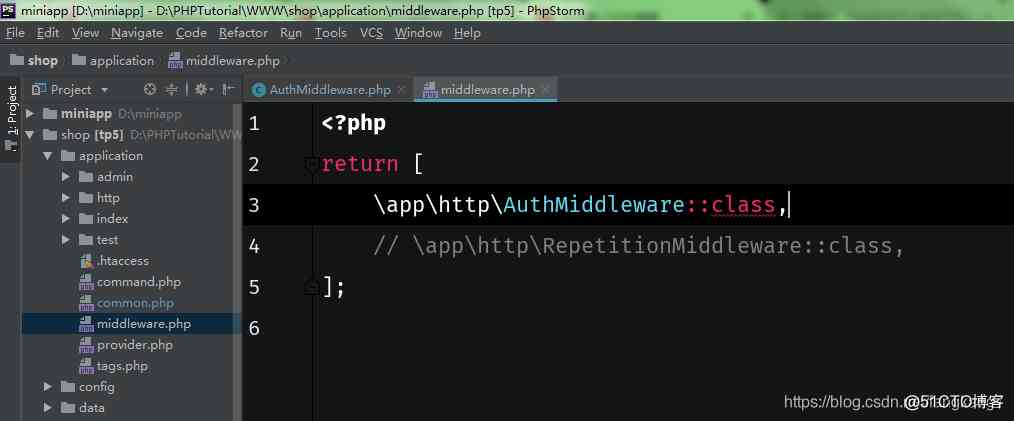 miniapp [D:\miniapp] - D:\PHPTutorial\WWW\shop\application\middleware.php [tp5] - PhpStorm
File Edit View Navigate Code Refactor Run Tools VCS Window Help
shop application middleware.php
Project AuthMiddleware.php middleware.php
1: Project
miniapp D:\miniapp
shop [tp5] D:\PHPTutorial\WW
application
admin
http
index
test
.htaccess
command.php
common.php
middleware.php
provider.php
tags.php
config
data
1 <?php
2 return [
3 \app\http\AuthMiddleware::class,
4 // \app\http\RepetitionMiddleware::class,
5 ];
6
https://blog.csdn.
@51CTO博客